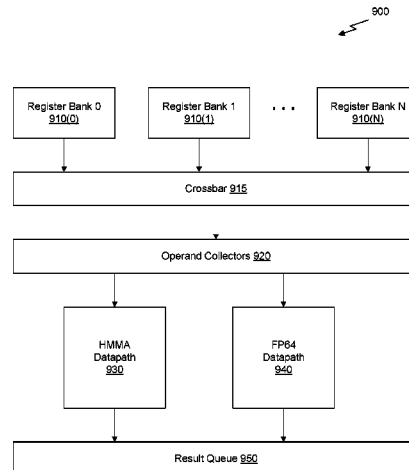 900
Register Bank 0
910(0)
Register Bank 1
910(1)
. . .
Register Bank N
910(N)
Crossbar 915
Operand Collectors 920
HMMA
Datapath
930
FP64
Datapath
940
Result Queue 950